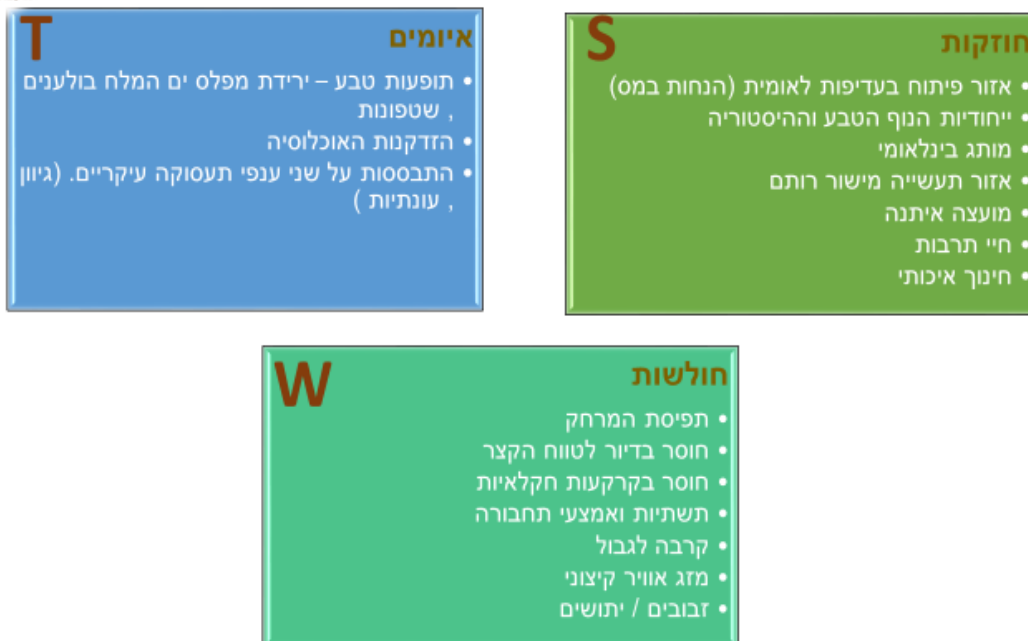 חוזקות
S
• אזור פיתוח בעדיפות לאומית (הנחות במס)
• ייחודיות הנוף הטבע וההיסטוריה
• מותג בינלאומי
• אזור תעשייה מישור רותם
• מועצה איתנה
• חיי תרבות
• חינוך איכותי
איומים
T
• תופעות טבע – ירידת מפלס ים המלח בולענים
, שטפונות
• הזדקנות האוכלוסיה
• התבססות על שני ענפי תעסוקה עיקריים. (גיוון
, עונתיות )
חולשות
W
• תפיסת המרחק
• חוסר בדיור לטווח הקצר
• חוסר בקרקעות חקלאיות
• תשתיות ואמצעי תחבורה
• קרבה לגבול
• מזג אוויר קיצוני
• זבובים / יתושים